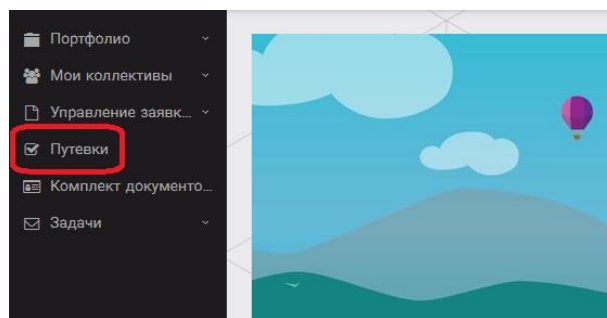 Портфолио
Мои коллективы
Управление заявк...
Путевки
Комплект документо...
Задачи